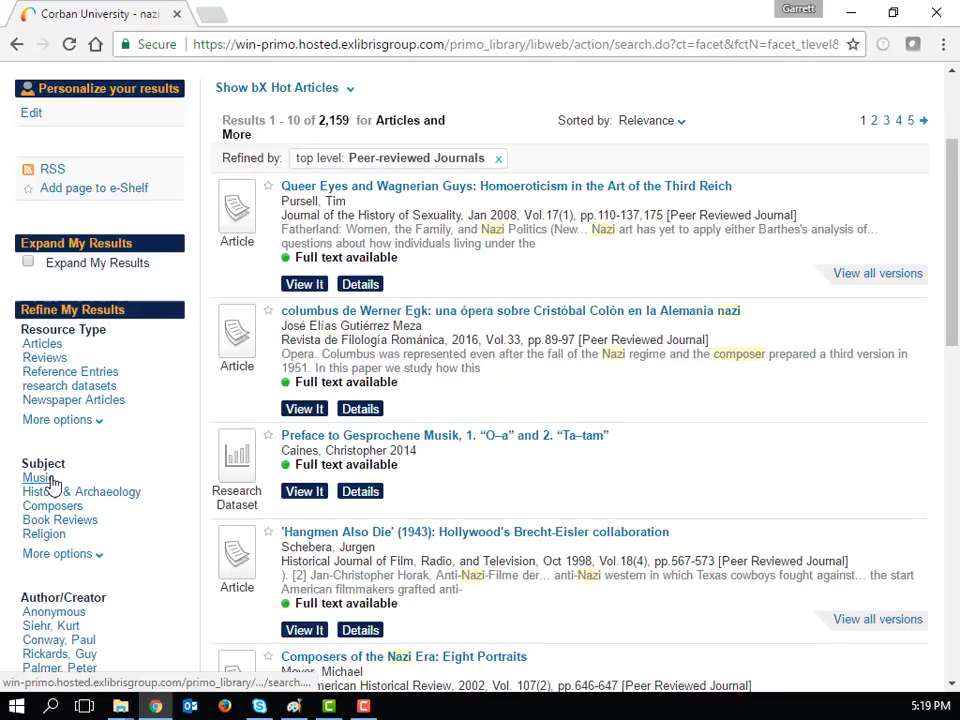 Corban University - nazi
Garrett
Secure
https://win-primo.hosted.exlibrisgroup.com/primo_library/libweb/action/search.do?ct=facet&fctN=facet_tlevel&
Personalize your results
Edit
RSS
Add page to e-Shelf
Expand My Results
Expand My Results
Refine My Results
Resource Type
Articles
Reviews
Reference Entries
research datasets
Newspaper Articles
More options
Subject
Music
History & Archaeology
Composers
Book Reviews
Religion
More options
Author/Creator
Anonymous
Siehr, Kurt
Conway, Paul
Rickards, Guy
Palmer, Peter
win-primo.hosted.exlibrisgroup.com/primo_library/.../search....
Show bX Hot Articles
Results 1 - 10 of 2,159 for Articles and
More
Sorted by: Relevance
1 2 3 4 5
Refined by: top level: Peer-reviewed Journals x
Article
Queer Eyes and Wagnerian Guys: Homoeroticism in the Art of the Third Reich
Pursell, Tim
Journal of the History of Sexuality, Jan 2008, Vol.17(1), pp.110-137,175 [Peer Reviewed Journal]
Fatherland: Women, the Family, and Nazi Politics (New... Nazi art has yet to apply either Barthes's analysis of...
questions about how individuals living under the
Full text available
View all versions
View It Details
Article
columbus de Werner Egk: una ópera sobre Cristóbal Colón en la Alemania nazi
José Elías Gutiérrez Meza
Revista de Filología Románica, 2016, Vol.33, pp.89-97 [Peer Reviewed Journal]
Opera. Columbus was represented even after the fall of the Nazi regime and the composer prepared a third version in
1951. In this paper we study how this
Full text available
View It Details
Research
Dataset
Preface to Gesprochene Musik, 1. “O–a” and 2. “Ta–tam”
Caines, Christopher 2014
Full text available
View It Details
Article
'Hangmen Also Die' (1943): Hollywood's Brecht-Eisler collaboration
Schebera, Jurgen
Historical Journal of Film, Radio, and Television, Oct 1998, Vol.18(4), pp.567-573 [Peer Reviewed Journal]
). [2] Jan-Christopher Horak, Anti-Nazi-Filme der... anti-Nazi western in which Texas cowboys fought against... the start
American filmmakers grafted anti-
Full text available
View all versions
View It Details
Composers of the Nazi Era: Eight Portraits
Michael
American Historical Review, 2002, Vol. 107(2), pp.646-647 [Peer Reviewed Journal]
5:19 PM